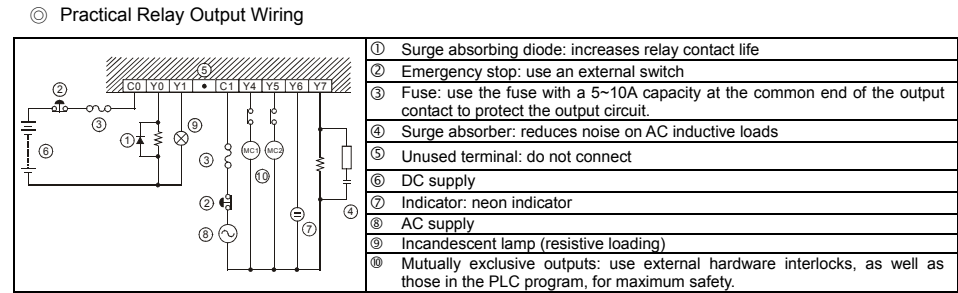 ◎ Practical Relay Output Wiring
⑤
C0 Y0 Y1 • C1 Y4 Y5 Y6 Y7
②
③
①
⑨
⑥
③
MC1 MC2
⑩
②
⑧
⑦
④
① Surge absorbing diode: increases relay contact life
② Emergency stop: use an external switch
③ Fuse: use the fuse with a 5~10A capacity at the common end of the output
contact to protect the output circuit.
④ Surge absorber: reduces noise on AC inductive loads
⑤ Unused terminal: do not connect
⑥ DC supply
⑦ Indicator: neon indicator
⑧ AC supply
⑨ Incandescent lamp (resistive loading)
⑩ Mutually exclusive outputs: use external hardware interlocks, as well as
those in the PLC program, for maximum safety.